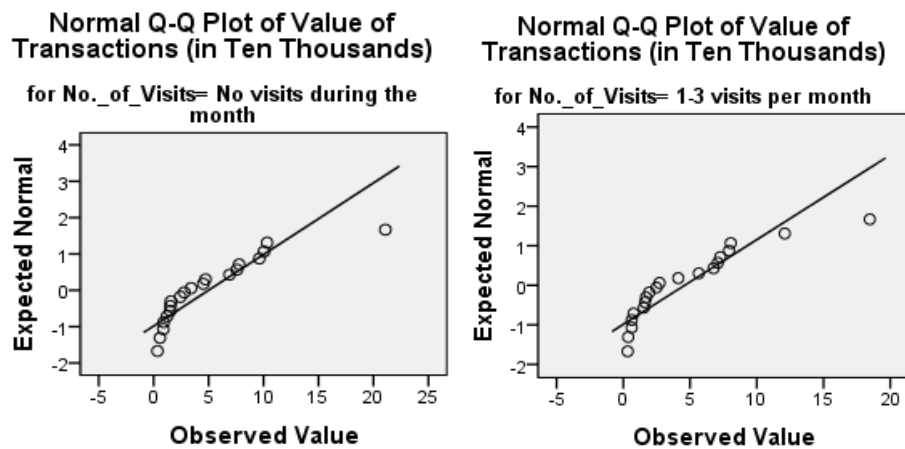 Normal Q-Q Plot of Value of
Transactions (in Ten Thousands)
for No._of_Visits= No visits during the
month
Expected Normal
4
3
2
1
0
-1
-2
-5
0
5
10
15
20
25
Observed Value
Normal Q-Q Plot of Value of
Transactions (in Ten Thousands)
for No._of_Visits= 1-3 visits per month
Expected Normal
4
3
2
1
0
-1
-2
-5
0
5
10
15
20
Observed Value